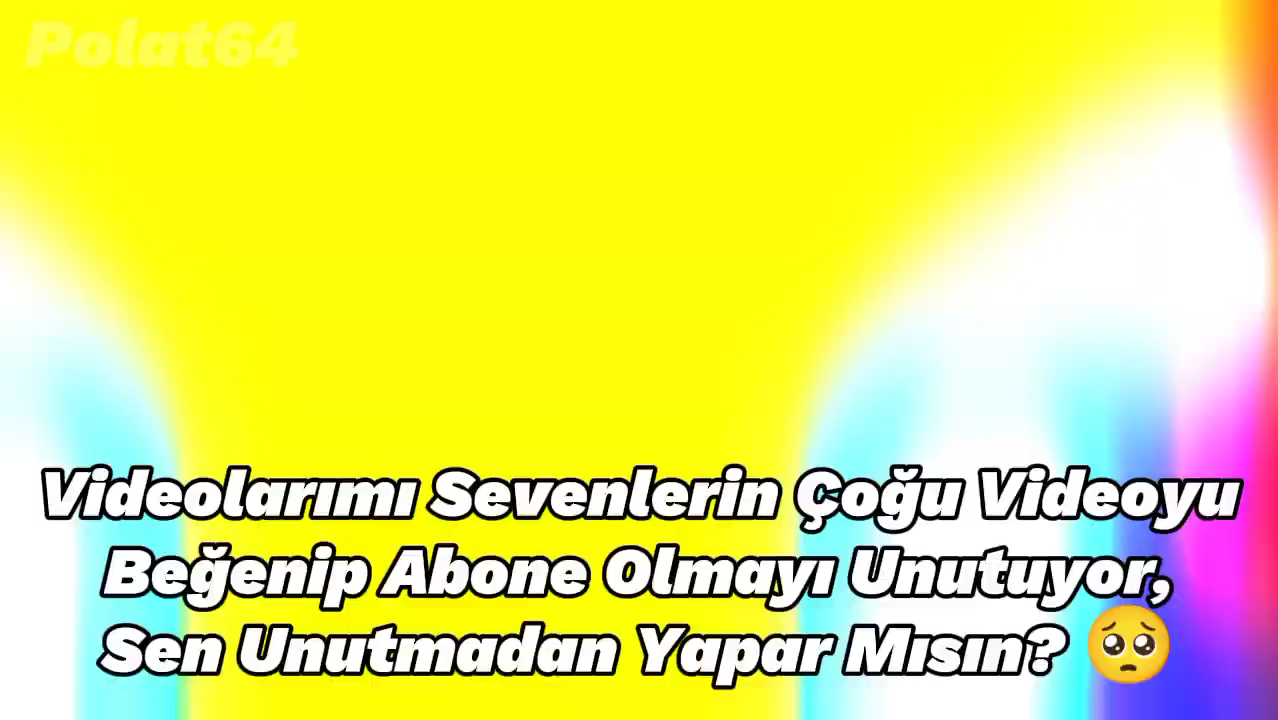 Polat64
Videolarımı Sevenlerin Çoğu Videoyu
Beğenip Abone Olmayı Unutuyor,
Sen Unutmadan Yapar Mısın? 🥺